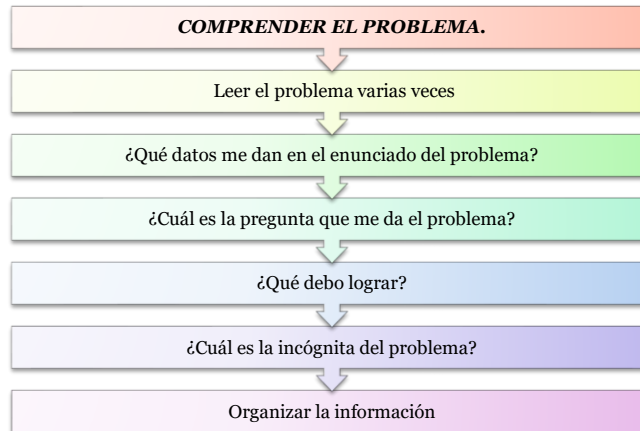 COMPRENDER EL PROBLEMA.
Leer el problema varias veces
¿Qué datos me dan en el enunciado del problema?
¿Cuál es la pregunta que me da el problema?
¿Qué debo lograr?
¿Cuál es la incógnita del problema?
Organizar la información